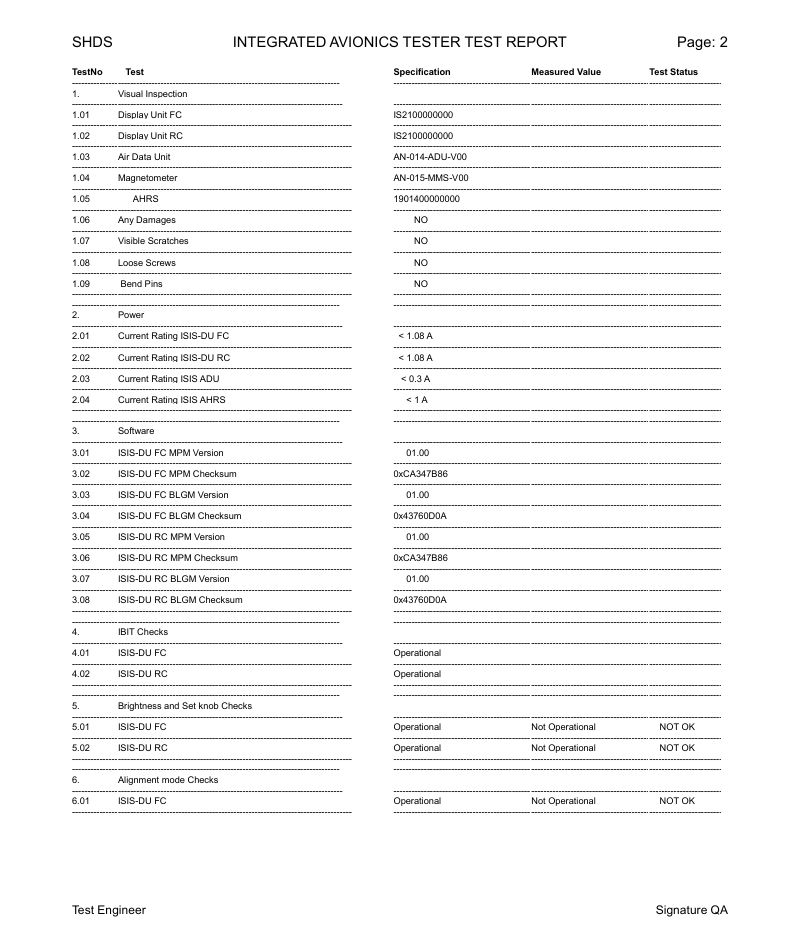 SHDS INTEGRATED AVIONICS TESTER TEST REPORT Page: 2
TestNo Test Specification Measured Value Test Status
1. Visual Inspection
1.01 Display Unit FC IS2100000000
1.02 Display Unit RC IS2100000000
1.03 Air Data Unit AN-014-ADU-V00
1.04 Magnetometer AN-015-MMS-V00
1.05 AHRS 1901400000000
1.06 Any Damages NO
1.07 Visible Scratches NO
1.08 Loose Screws NO
1.09 Bend Pins NO
2. Power
2.01 Current Rating ISIS-DU FC < 1.08 A
2.02 Current Rating ISIS-DU RC < 1.08 A
2.03 Current Rating ISIS ADU < 0.3 A
2.04 Current Rating ISIS AHRS < 1 A
3. Software
3.01 ISIS-DU FC MPM Version 01.00
3.02 ISIS-DU FC MPM Checksum 0xCA347B86
3.03 ISIS-DU FC BLGM Version 01.00
3.04 ISIS-DU FC BLGM Checksum 0x43760D0A
3.05 ISIS-DU RC MPM Version 01.00
3.06 ISIS-DU RC MPM Checksum 0xCA347B86
3.07 ISIS-DU RC BLGM Version 01.00
3.08 ISIS-DU RC BLGM Checksum 0x43760D0A
4. IBIT Checks
4.01 ISIS-DU FC Operational
4.02 ISIS-DU RC Operational
5. Brightness and Set knob Checks
5.01 ISIS-DU FC Operational Not Operational NOT OK
5.02 ISIS-DU RC Operational Not Operational NOT OK
6. Alignment mode Checks
6.01 ISIS-DU FC Operational Not Operational NOT OK
Test Engineer Signature QA